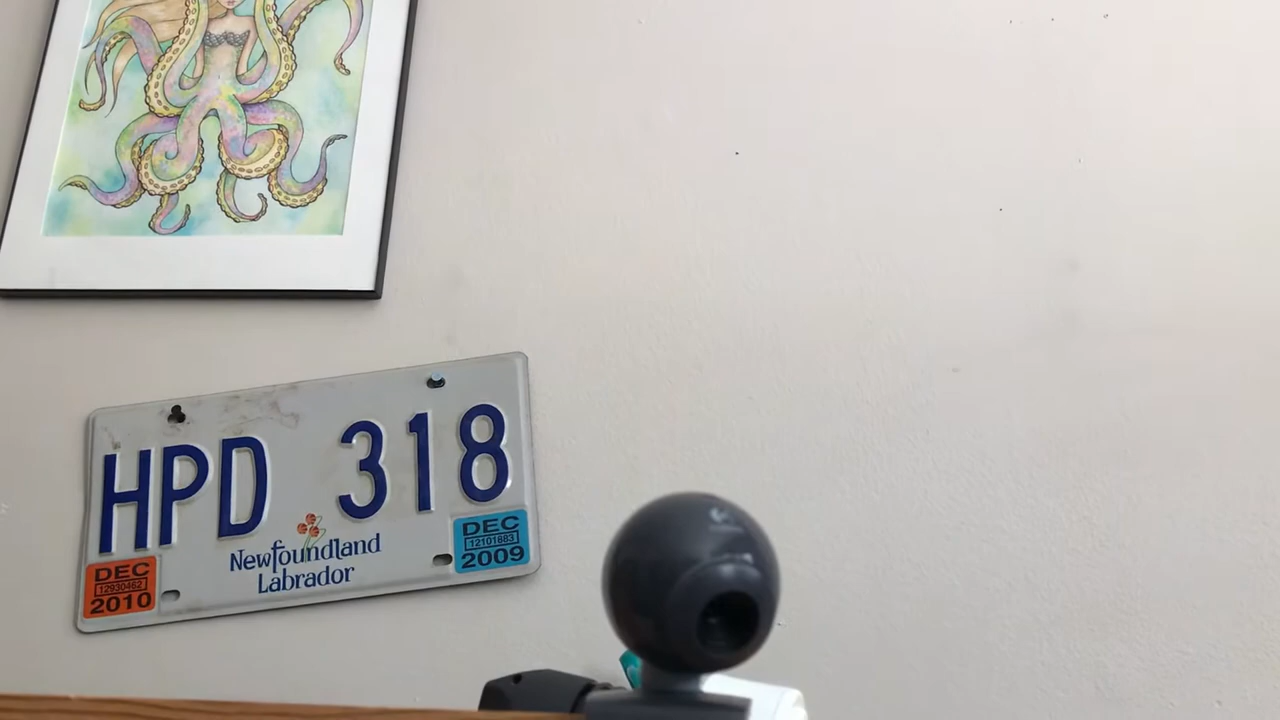 HPD 318
Newfoundland
Labrador
DEC
12930462
2010
DEC
12101883
2009